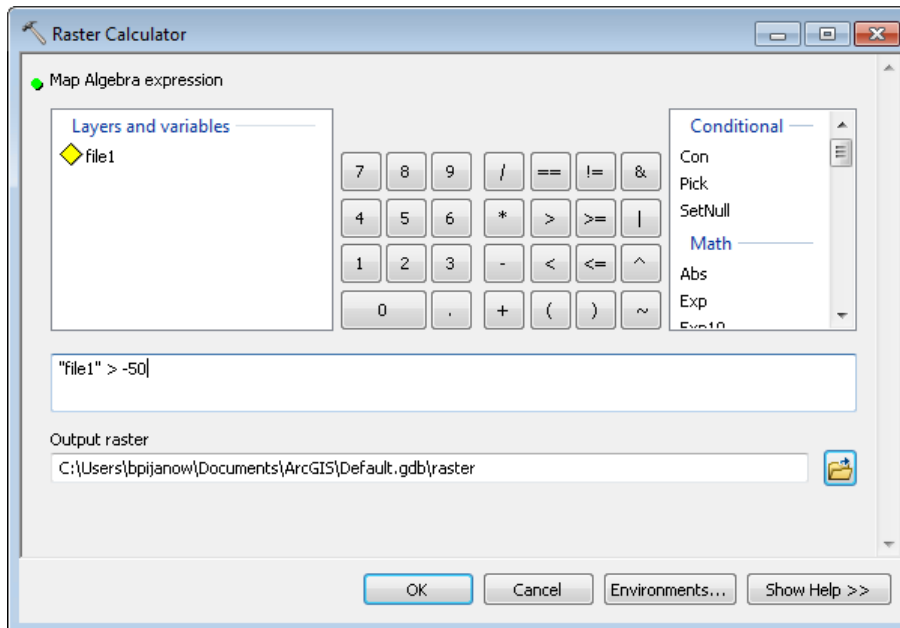 Raster Calculator
Map Algebra expression
Layers and variables
file1
7 8 9 / == != &
4 5 6 * > >= |
1 2 3 - < <= ^
0 . + ( ) ~
Conditional
Con
Pick
SetNull
Math
Abs
Exp
Exp10
"file1" > -50
Output raster
C:\Users\bpijanow\Documents\ArcGIS\Default.gdb\raster
OK Cancel Environments... Show Help >>